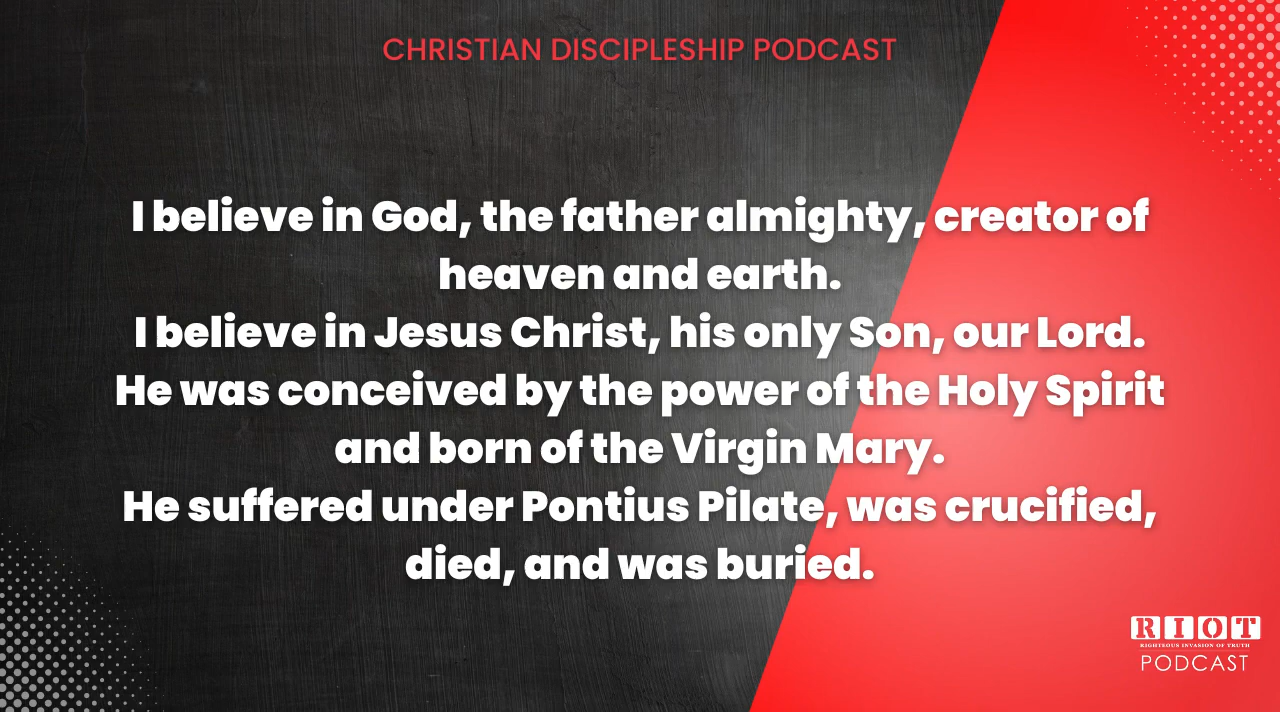 CHRISTIAN DISCIPLESHIP PODCAST
I believe in God, the father almighty, creator of
heaven and earth.
I believe in Jesus Christ, his only Son, our Lord.
He was conceived by the power of the Holy Spirit
and born of the Virgin Mary.
He suffered under Pontius Pilate, was crucified,
died, and was buried.
RIOT
RIGHTEOUS INVASION OF TRUTH
PODCAST